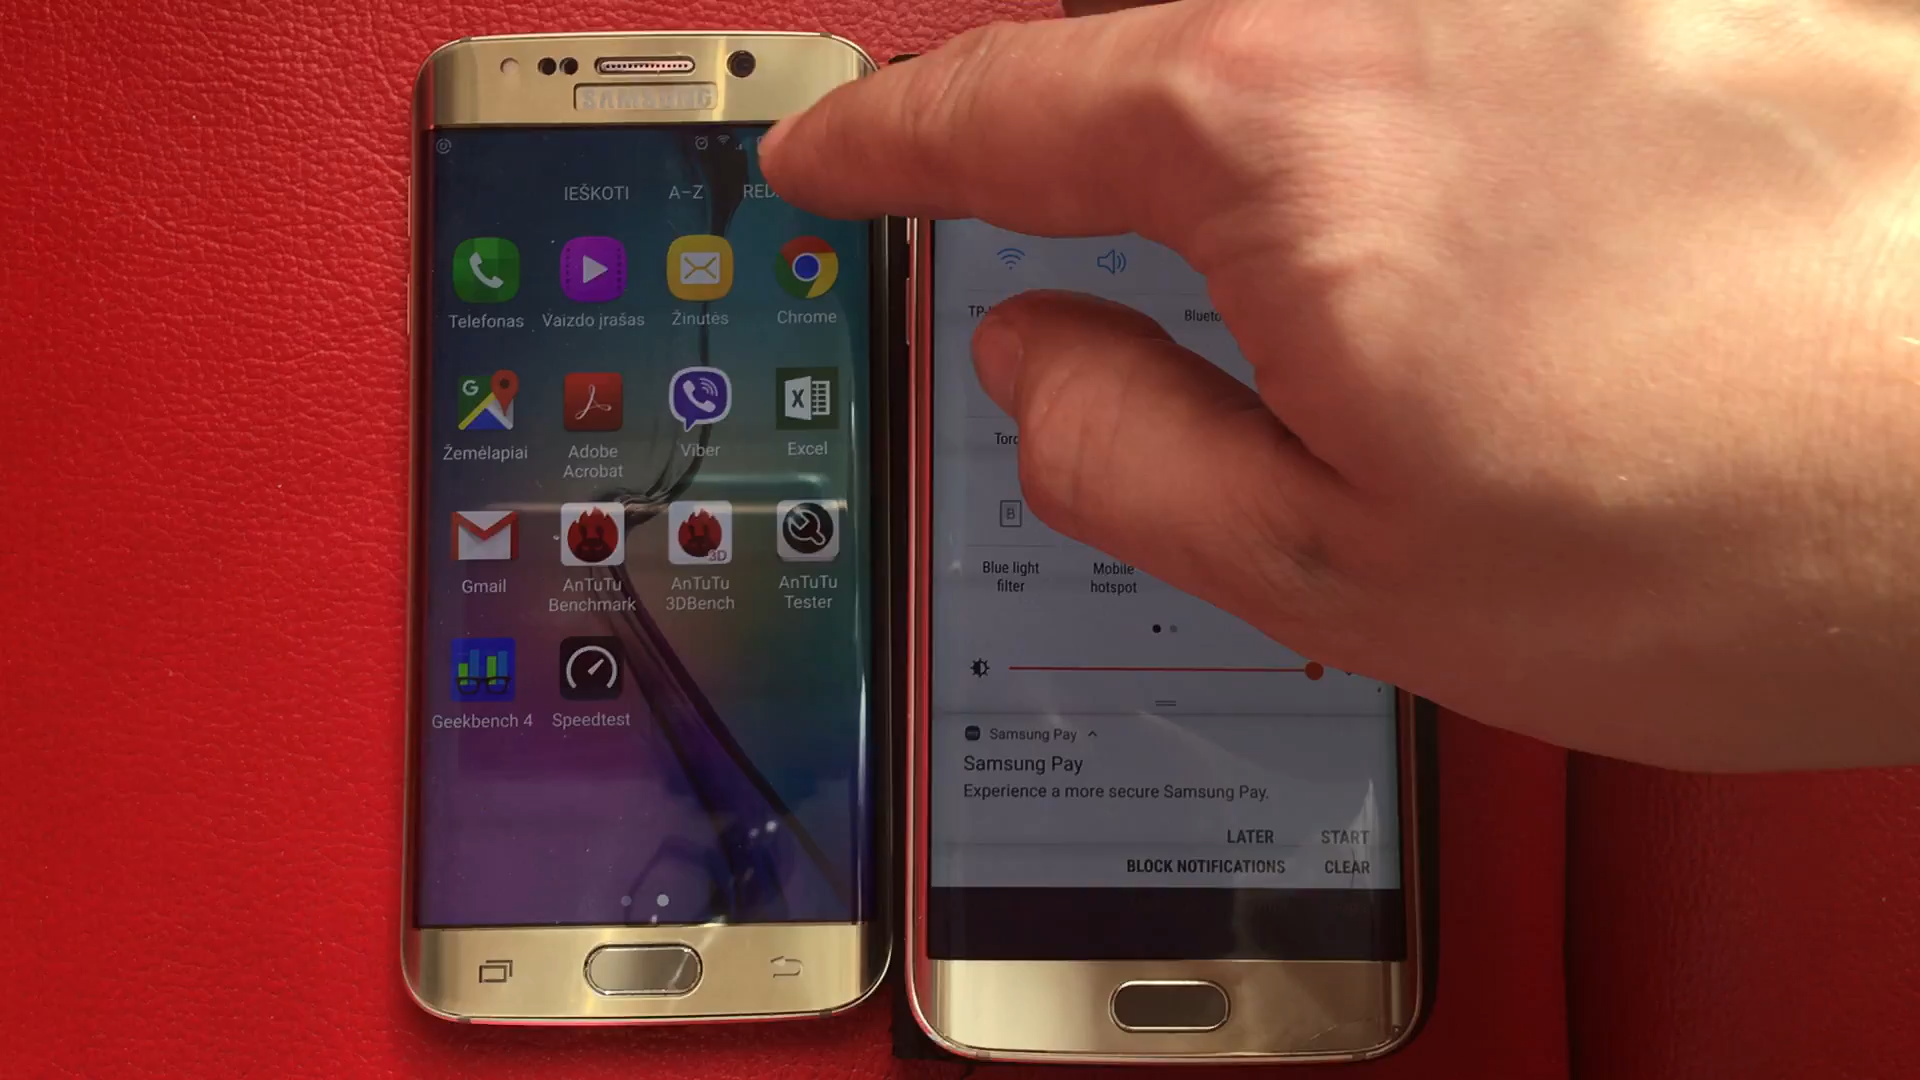 SAMSUNG
IEŠKOTI A–Z RED
Telefonas Vaizdo įrašas Žinutės Chrome
Žemėlapiai Adobe Acrobat Viber Excel
Gmail AnTuTu Benchmark AnTuTu 3DBench AnTuTu Tester
Geekbench 4 Speedtest
Blue light filter
Mobile hotspot
Samsung Pay
Samsung Pay
Experience a more secure Samsung Pay.
LATER START
BLOCK NOTIFICATIONS CLEAR